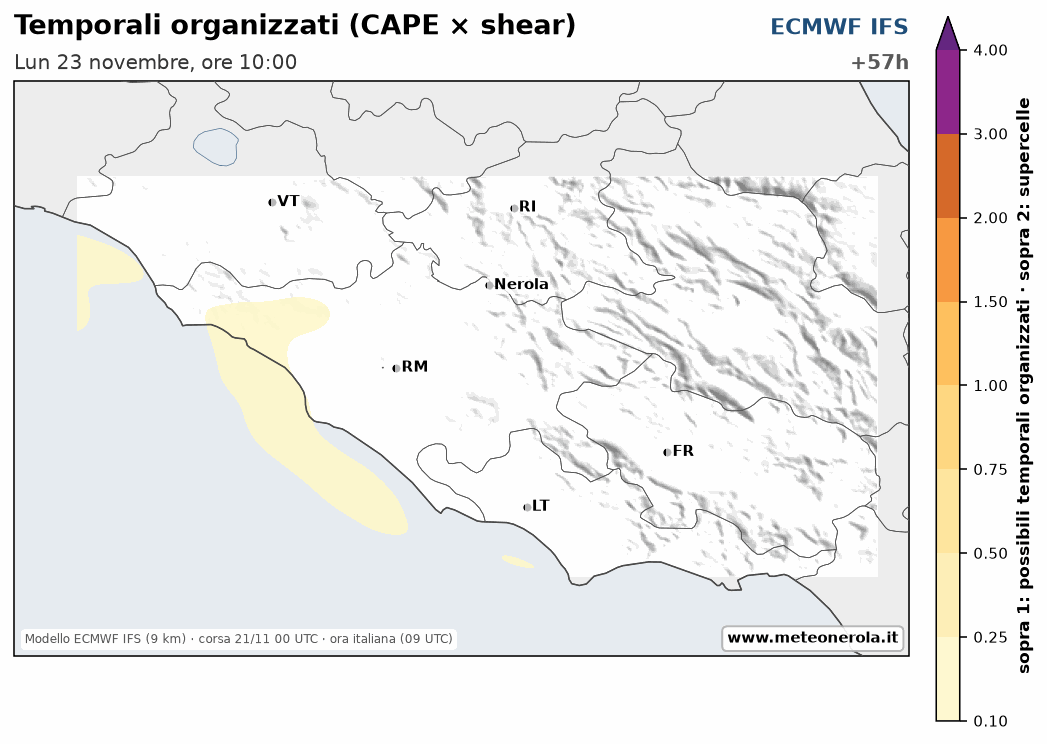 Temporali organizzati (CAPE × shear)
ECMWF IFS
Lun 23 novembre, ore 10:00
+57h
VT
RI
Nerola
RM
FR
LT
Modello ECMWF IFS (9 km) · corsa 21/11 00 UTC · ora italiana (09 UTC)
www.meteonerola.it
4.00
3.00
2.00
1.50
1.00
0.75
0.50
0.25
0.10
sopra 1: possibili temporali organizzati · sopra 2: supercelle